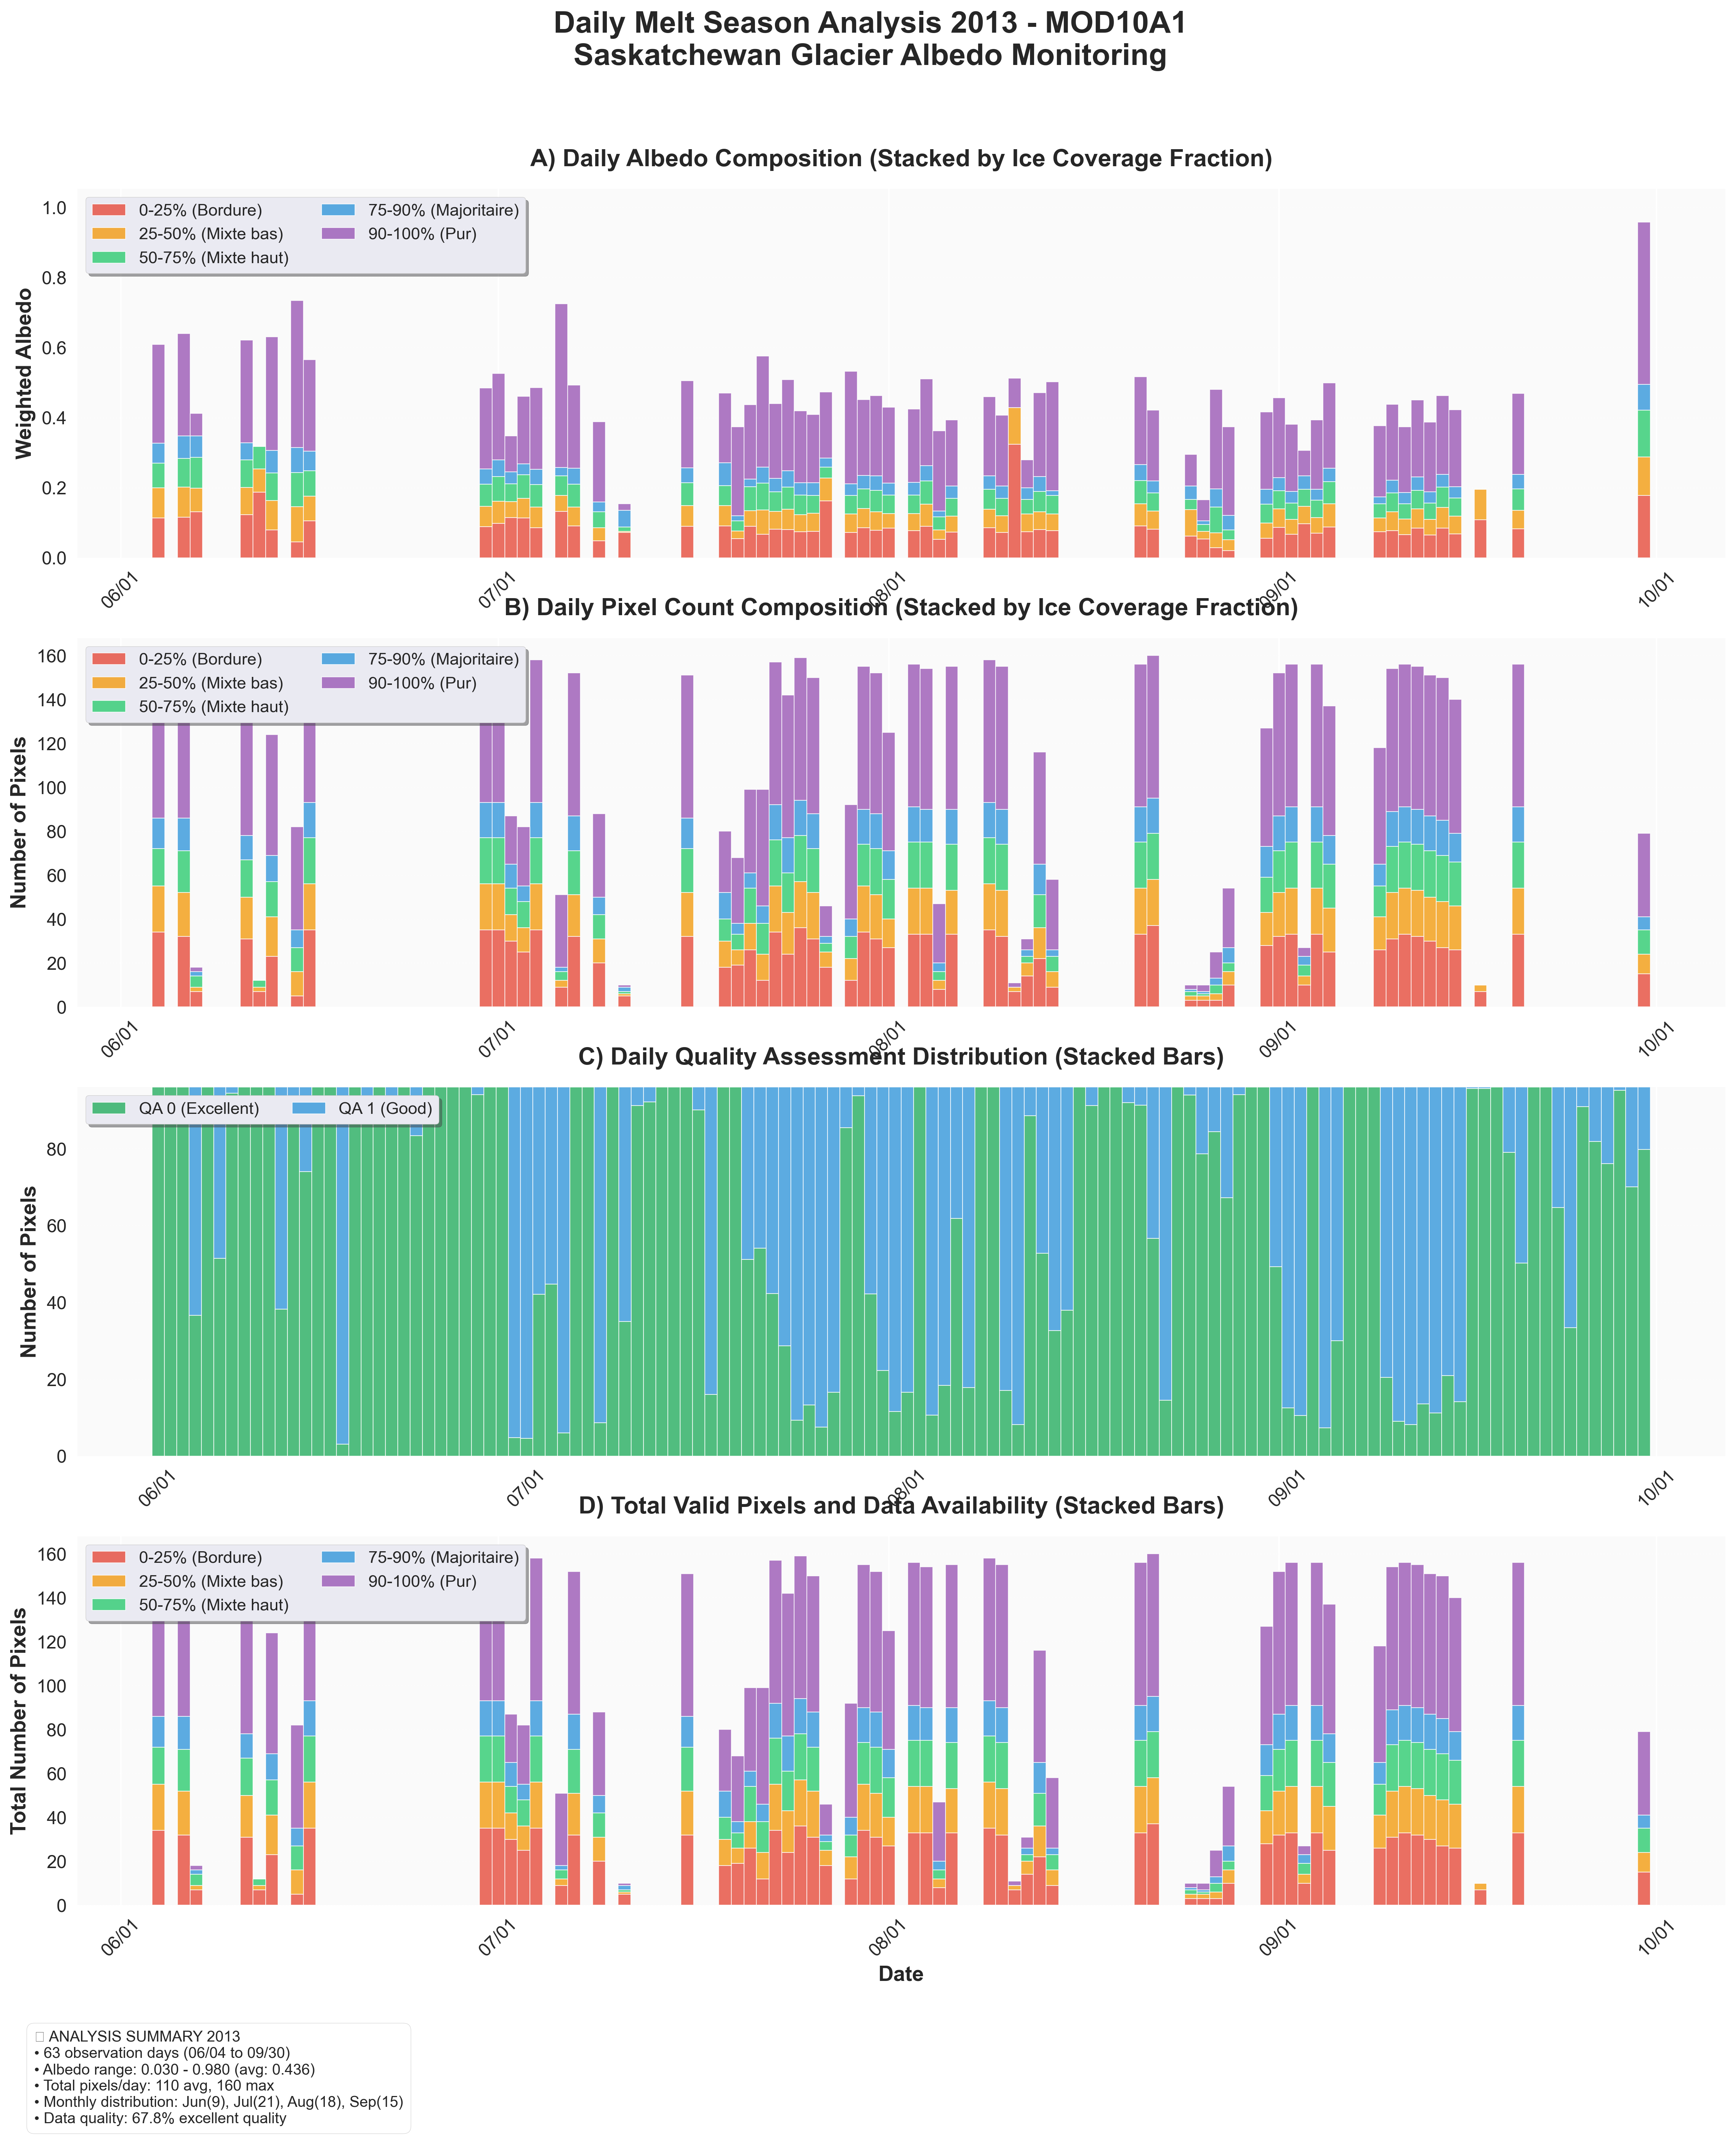 Daily Melt Season Analysis 2013 - MOD10A1
Saskatchewan Glacier Albedo Monitoring
A) Daily Albedo Composition (Stacked by Ice Coverage Fraction)
0-25% (Bordure)
25-50% (Mixte bas)
50-75% (Mixte haut)
75-90% (Majoritaire)
90-100% (Pur)
Weighted Albedo
1.0
0.8
0.6
0.4
0.2
0.0
06/01
07/01
08/01
09/01
10/01
B) Daily Pixel Count Composition (Stacked by Ice Coverage Fraction)
0-25% (Bordure)
25-50% (Mixte bas)
50-75% (Mixte haut)
75-90% (Majoritaire)
90-100% (Pur)
Number of Pixels
160
140
120
100
80
60
40
20
0
06/01
07/01
08/01
09/01
10/01
C) Daily Quality Assessment Distribution (Stacked Bars)
QA 0 (Excellent)
QA 1 (Good)
Number of Pixels
80
60
40
20
0
06/01
07/01
08/01
09/01
10/01
D) Total Valid Pixels and Data Availability (Stacked Bars)
0-25% (Bordure)
25-50% (Mixte bas)
50-75% (Mixte haut)
75-90% (Majoritaire)
90-100% (Pur)
Total Number of Pixels
160
140
120
100
80
60
40
20
0
06/01
07/01
08/01
09/01
10/01
Date
ANALYSIS SUMMARY 2013
• 63 observation days (06/04 to 09/30)
• Albedo range: 0.030 - 0.980 (avg: 0.436)
• Total pixels/day: 110 avg, 160 max
• Monthly distribution: Jun(9), Jul(21), Aug(18), Sep(15)
• Data quality: 67.8% excellent quality